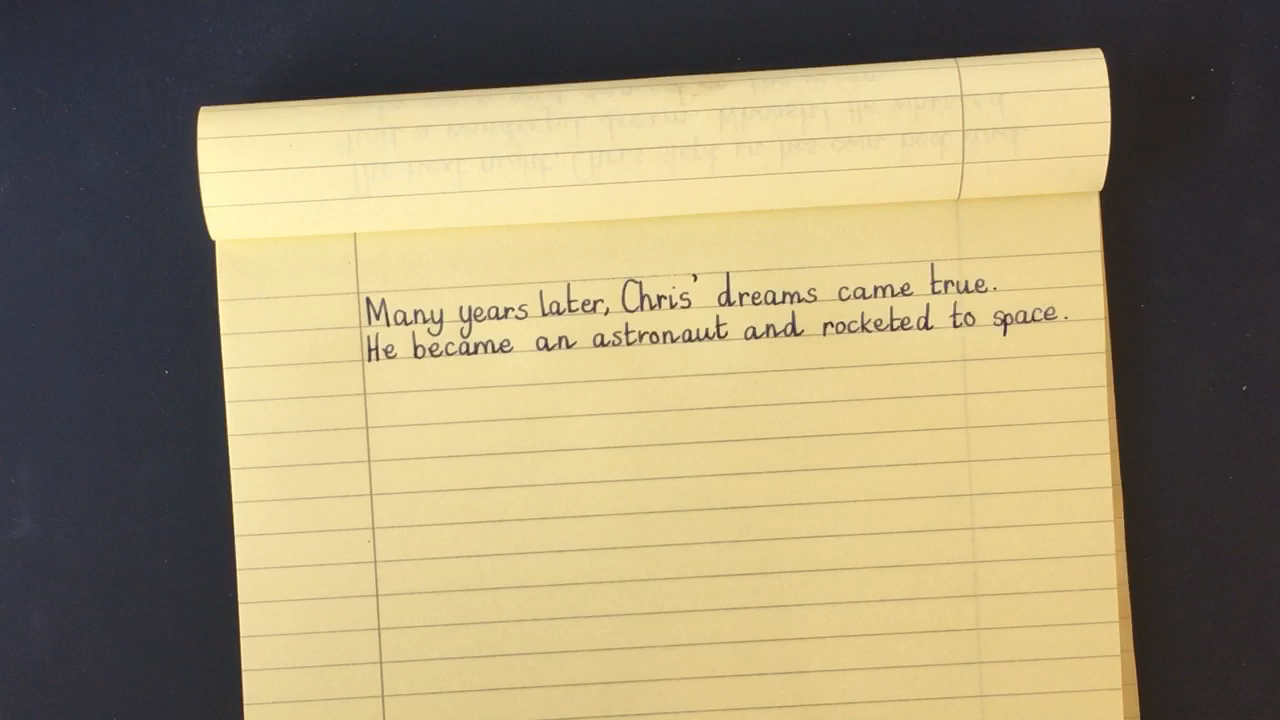 Many years later, Chris' dreams came true.
He became an astronaut and rocketed to space.